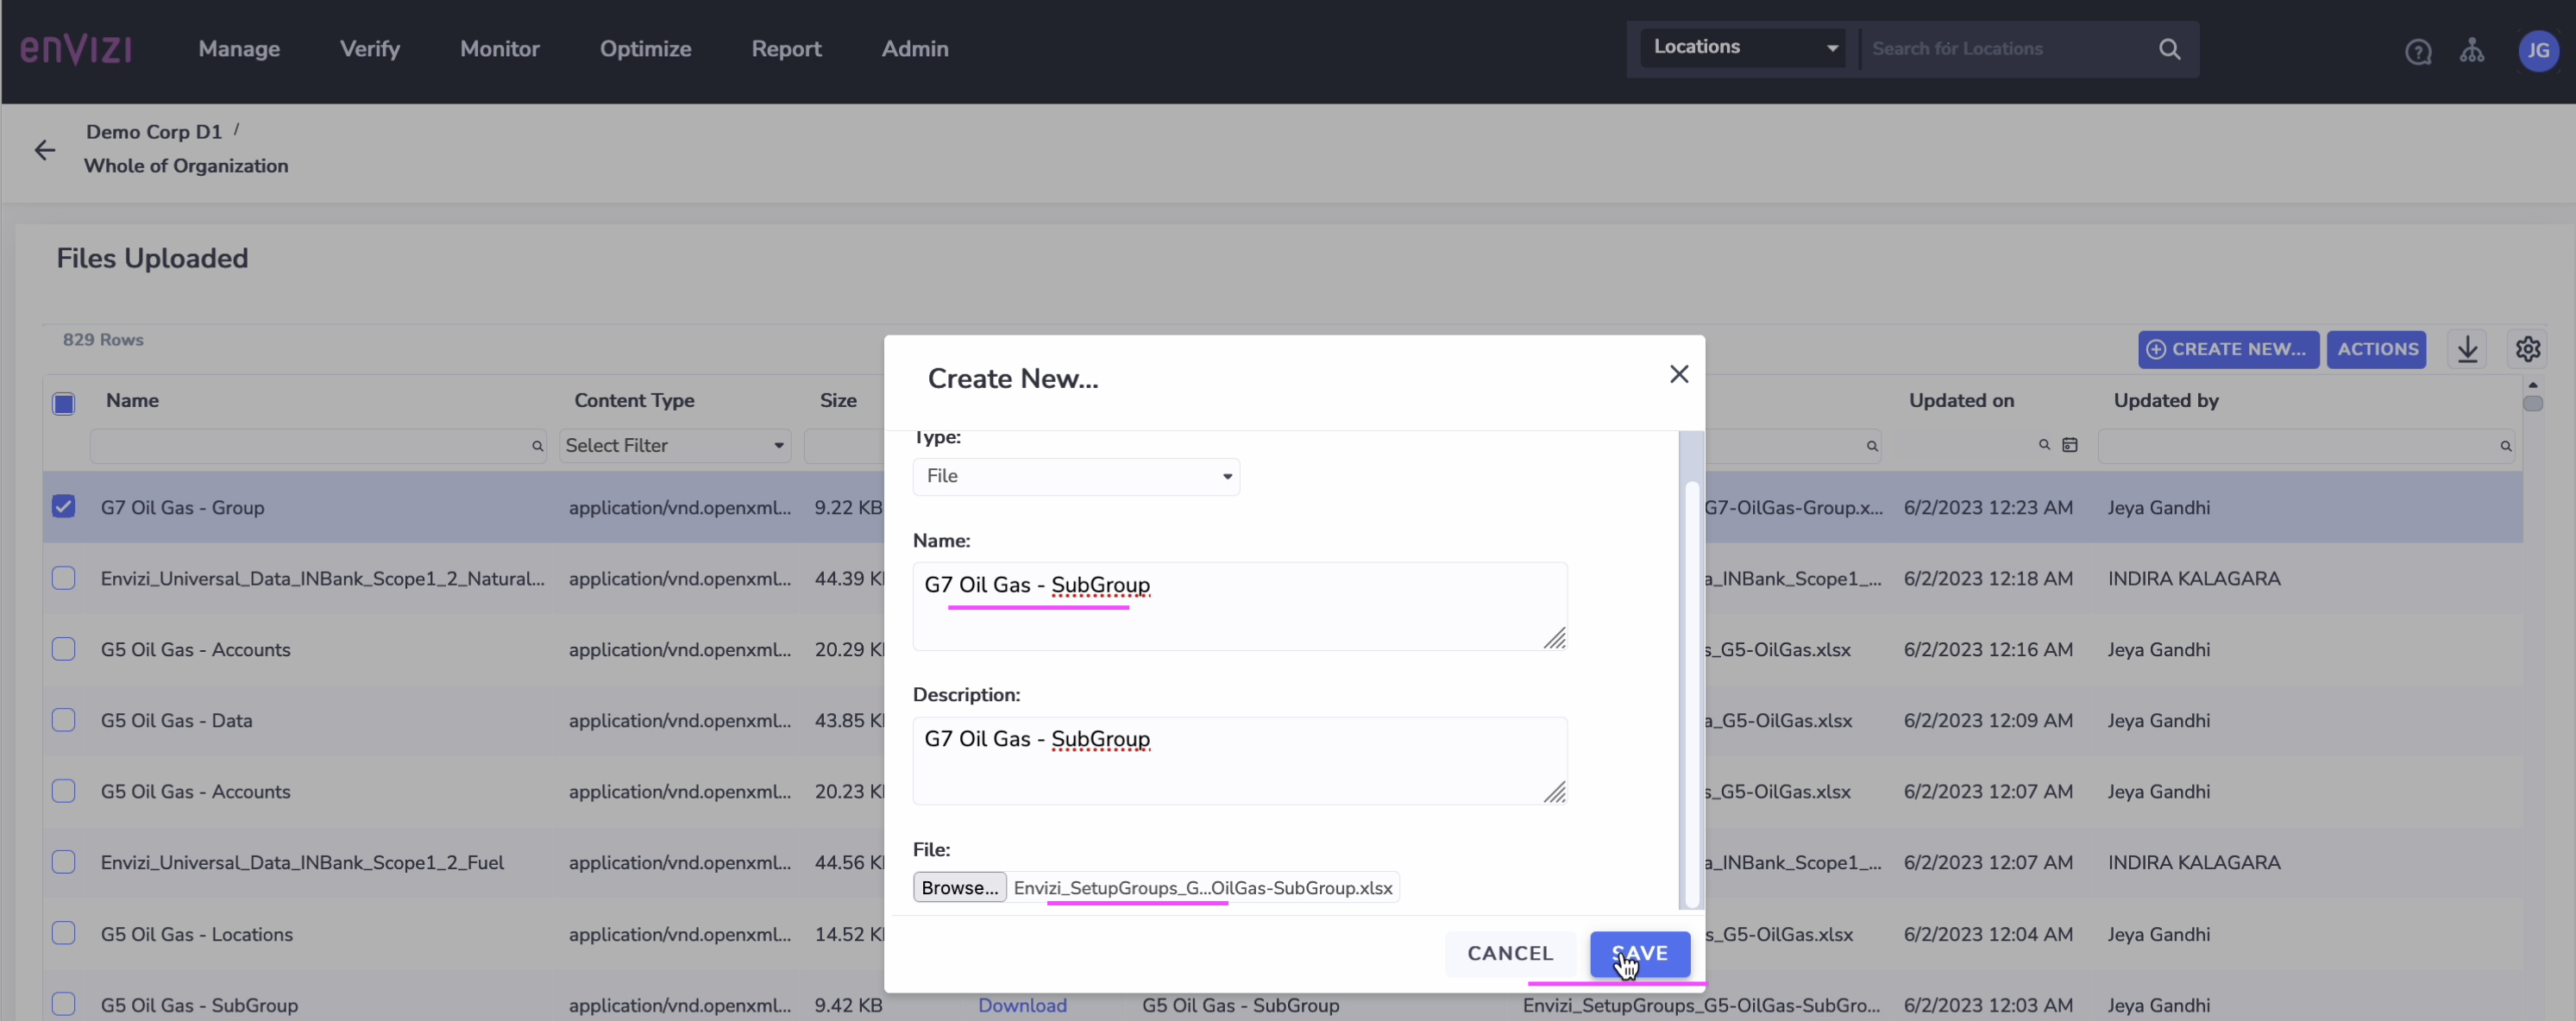 enVIZI Manage Verify Monitor Optimize Report Admin Locations Search for Locations JG
Demo Corp D1 /
Whole of Organization
Files Uploaded
829 Rows
CREATE NEW... ACTIONS
Name Content Type Size Updated on Updated by
Select Filter
G7 Oil Gas - Group application/vnd.openxml... 9.22 KB G7-OilGas-Group.x... 6/2/2023 12:23 AM Jeya Gandhi
Envizi_Universal_Data_INBank_Scope1_2_Natural... application/vnd.openxml... 44.39 a_INBank_Scope1_... 6/2/2023 12:18 AM INDIRA KALAGARA
G5 Oil Gas - Accounts application/vnd.openxml... 20.29 s_G5-OilGas.xlsx 6/2/2023 12:16 AM Jeya Gandhi
G5 Oil Gas - Data application/vnd.openxml... 43.85 a_G5-OilGas.xlsx 6/2/2023 12:09 AM Jeya Gandhi
G5 Oil Gas - Accounts application/vnd.openxml... 20.23 s_G5-OilGas.xlsx 6/2/2023 12:07 AM Jeya Gandhi
Envizi_Universal_Data_INBank_Scope1_2_Fuel application/vnd.openxml... 44.56 a_INBank_Scope1_... 6/2/2023 12:07 AM INDIRA KALAGARA
G5 Oil Gas - Locations application/vnd.openxml... 14.52 s_G5-OilGas.xlsx 6/2/2023 12:04 AM Jeya Gandhi
G5 Oil Gas - SubGroup application/vnd.openxml... 9.42 KB Download G5 Oil Gas - SubGroup Envizi_SetupGroups_G5-OilGas-SubGro... 6/2/2023 12:03 AM Jeya Gandhi
Create New...
Type:
File
Name:
G7 Oil Gas - SubGroup
Description:
G7 Oil Gas - SubGroup
File:
Browse... Envizi_SetupGroups_G...OilGas-SubGroup.xlsx
CANCEL SAVE